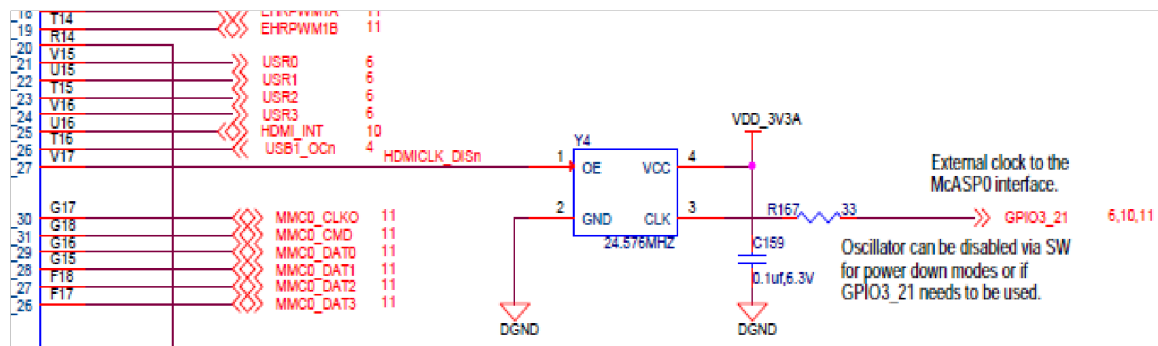 _18 EHRPWM1A 11
_19 T14 EHRPWM1B 11
_20 R14
_21 V15 USR0 6
_22 U15 USR1 6
_23 T15 USR2 6
_24 V16 USR3 6
_25 U16 HDMI_INT 10
_26 T16 USB1_OCn 4
_27 V17 HDMICLK_DISn
Y4
1 OE VCC 4
2 GND CLK 3
24.576MHZ
VDD_3V3A
External clock to the
McASP0 interface.
R167 33 GPIO3_21 6,10,11
C159
0.1uf,6.3V
Oscillator can be disabled via SW
for power down modes or if
GPIO3_21 needs to be used.
DGND
DGND
_30 G17 MMC0_CLKO 11
_31 G18 MMC0_CMD 11
_29 G16 MMC0_DAT0 11
_28 G15 MMC0_DAT1 11
_27 F18 MMC0_DAT2 11
_26 F17 MMC0_DAT3 11